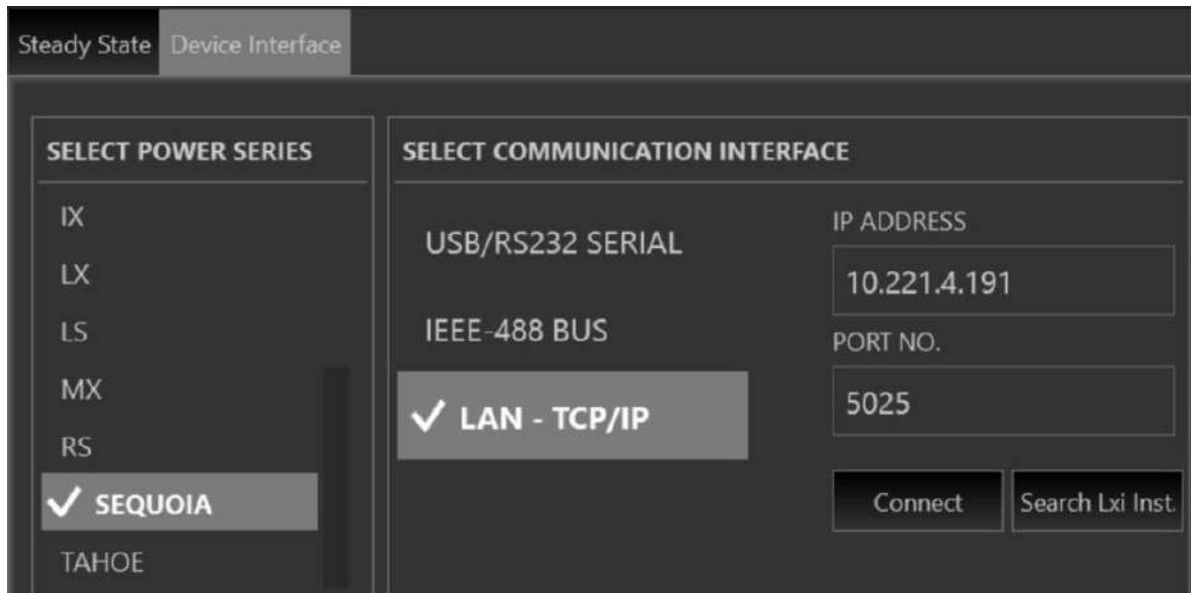 Steady State Device Interface
SELECT POWER SERIES
IX
LX
LS
MX
RS
SEQUOIA
TAHOE
SELECT COMMUNICATION INTERFACE
USB/RS232 SERIAL
IEEE-488 BUS
LAN - TCP/IP
IP ADDRESS
10.221.4.191
PORT NO.
5025
Connect Search Lxi Inst.